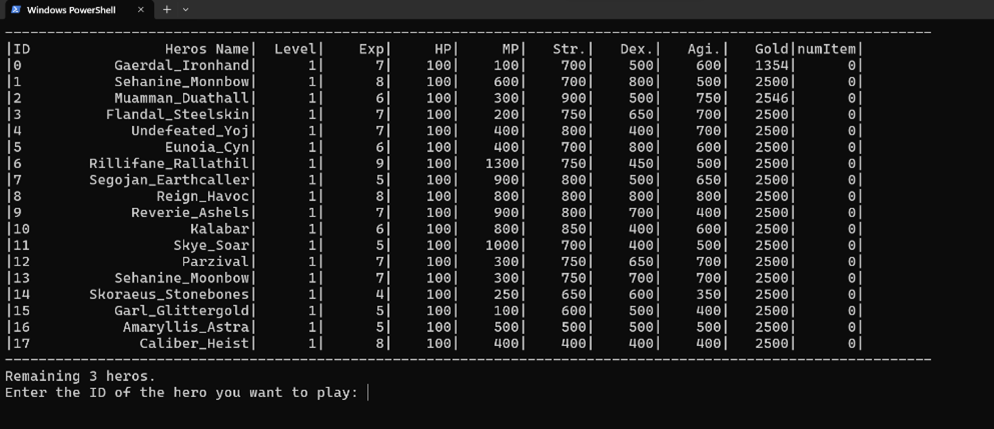 Windows PowerShell
|ID Heros Name| Level| Exp| HP| MP| Str.| Dex.| Agi.| Gold|numItem|
|0 Gaerdal_Ironhand| 1| 7| 100| 100| 700| 500| 600| 1354| 0|
|1 Sehanine_Monnbow| 1| 8| 100| 600| 700| 800| 500| 2500| 0|
|2 Muamman_Duathall| 1| 6| 100| 300| 900| 500| 750| 2546| 0|
|3 Flandal_Steelskin| 1| 7| 100| 200| 750| 650| 700| 2500| 0|
|4 Undefeated_Yoj| 1| 7| 100| 400| 800| 400| 700| 2500| 0|
|5 Eunoia_Cyn| 1| 6| 100| 400| 700| 800| 600| 2500| 0|
|6 Rillifane_Rallathil| 1| 9| 100| 1300| 750| 450| 500| 2500| 0|
|7 Segojan_Earthcaller| 1| 5| 100| 900| 800| 500| 650| 2500| 0|
|8 Reign_Havoc| 1| 8| 100| 800| 800| 800| 800| 2500| 0|
|9 Reverie_Ashels| 1| 7| 100| 900| 800| 700| 400| 2500| 0|
|10 Kalabar| 1| 6| 100| 800| 850| 400| 600| 2500| 0|
|11 Skye_Soar| 1| 5| 100| 1000| 700| 400| 500| 2500| 0|
|12 Parzival| 1| 7| 100| 300| 750| 650| 700| 2500| 0|
|13 Sehanine_Moonbow| 1| 7| 100| 300| 750| 700| 700| 2500| 0|
|14 Skoraeus_Stonebones| 1| 4| 100| 250| 650| 600| 350| 2500| 0|
|15 Garl_Glittergold| 1| 5| 100| 100| 600| 500| 400| 2500| 0|
|16 Amaryllis_Astra| 1| 5| 100| 500| 500| 500| 500| 2500| 0|
|17 Caliber_Heist| 1| 8| 100| 400| 400| 400| 400| 2500| 0|
Remaining 3 heros.
Enter the ID of the hero you want to play: